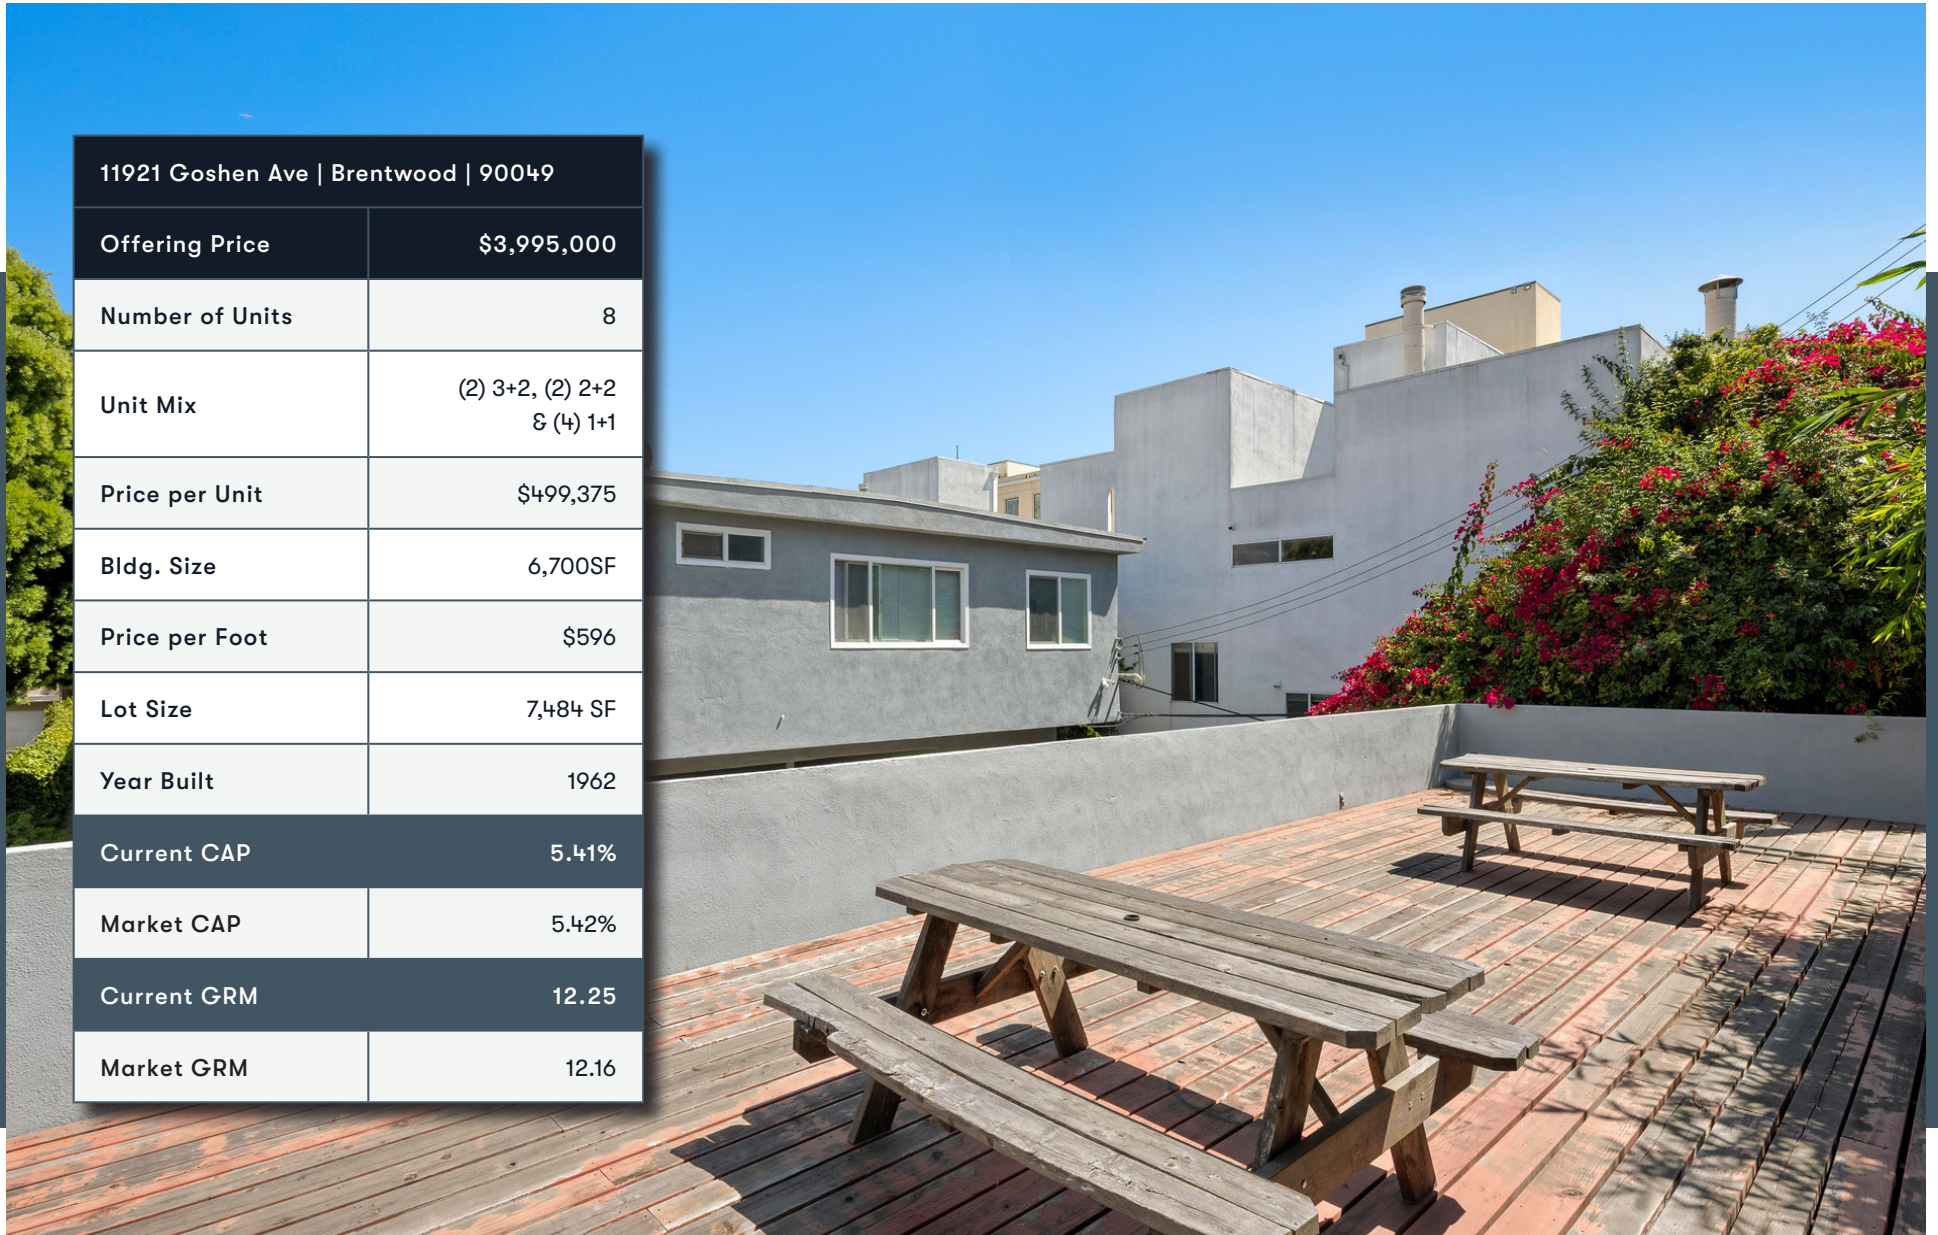 11921 Goshen Ave | Brentwood | 90049
Offering Price $3,995,000
Number of Units 8
Unit Mix (2) 3+2, (2) 2+2
& (4) 1+1
Price per Unit $499,375
Bldg. Size 6,700SF
Price per Foot $596
Lot Size 7,484 SF
Year Built 1962
Current CAP 5.41%
Market CAP 5.42%
Current GRM 12.25
Market GRM 12.16